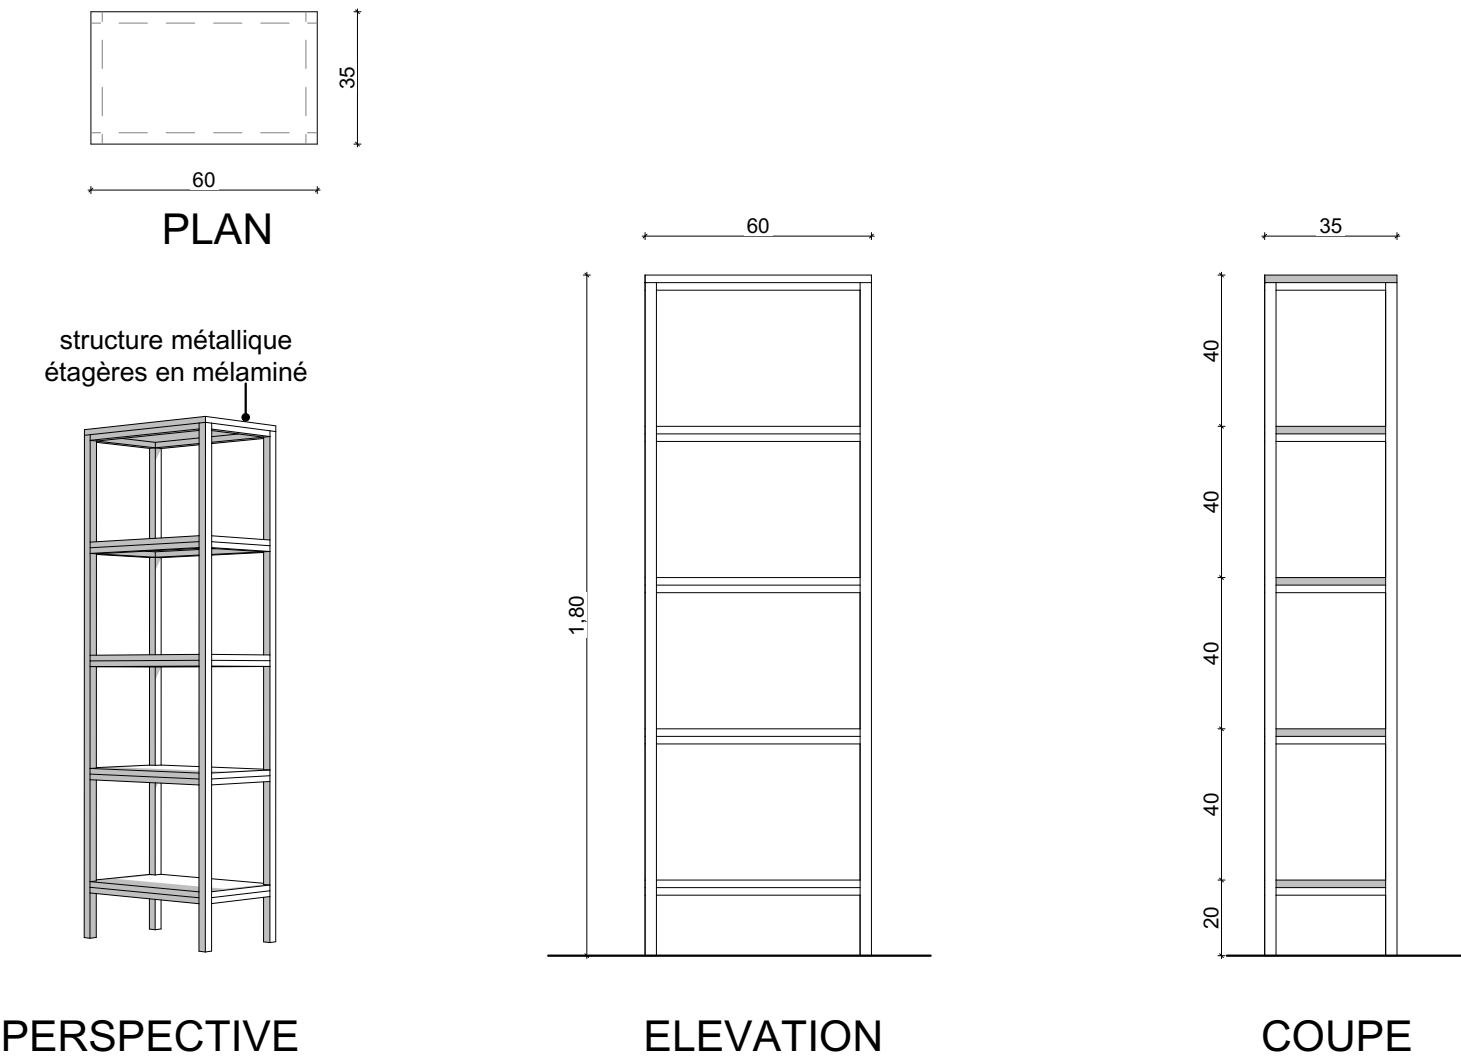 35
60
PLAN
structure métallique
étagères en mélaminé
PERSPECTIVE
60
1,80
ELEVATION
35
40
40
40
40
20
COUPE